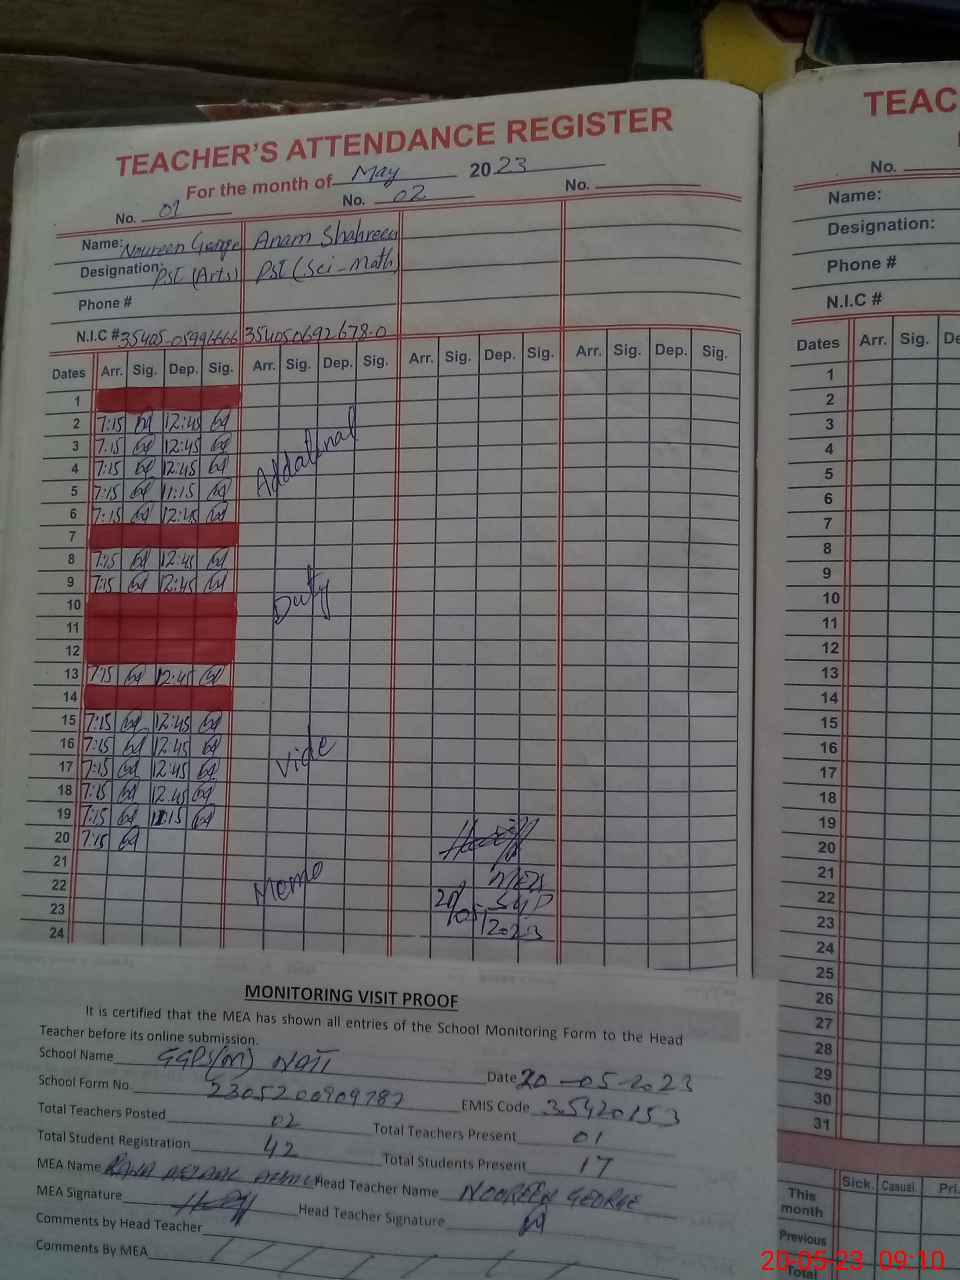 TEACHER'S ATTENDANCE REGISTER
For the month of May 2023
No. 01 No. 02 No.
Name: Noureen George Anam Shahreen
Designation: PST (Arts) PST (Sci-Math)
Phone #
N.I.C # 35405-05996666 354050692678-0
Dates Arr. Sig. Dep. Sig. Arr. Sig. Dep. Sig. Arr. Sig. Dep. Sig. Arr. Sig. Dep. Sig.
1
2 7:15 12:45
3 7:15 12:45
4 7:15 12:45
5 7:15 11:15
6 7:15 12:45
7
8 7:15 12:45
9 7:15 12:45
10
11
12
13 7:15 12:45
14
15 7:15 12:45
16 7:15 12:45
17 7:15 12:45
18 7:15 12:45
19 7:15 11:15
20 7:15
21
22
23
24
Addational
Duty
Vide
Memo
20/05/2023
MONITORING VISIT PROOF
It is certified that the MEA has shown all entries of the School Monitoring Form to the Head
Teacher before its online submission.
School Name GGPS(M) Date 20-05-2023
School Form No. 2305200909787 EMIS Code 35420153
Total Teachers Posted 02 Total Teachers Present 01
Total Student Registration 42 Total Students Present 17
MEA Name Head Teacher Name NOOREEN GEORGE
MEA Signature Head Teacher Signature
Comments by Head Teacher
Comments By MEA
TEAC
No.
Name:
Designation:
Phone #
N.I.C #
Dates Arr. Sig. De
1
2
3
4
5
6
7
8
9
10
11
12
13
14
15
16
17
18
19
20
21
22
23
24
25
26
27
28
29
30
31
Sick. Casual. Pri.
This
month
Previous
Total
20-05-23 09:10